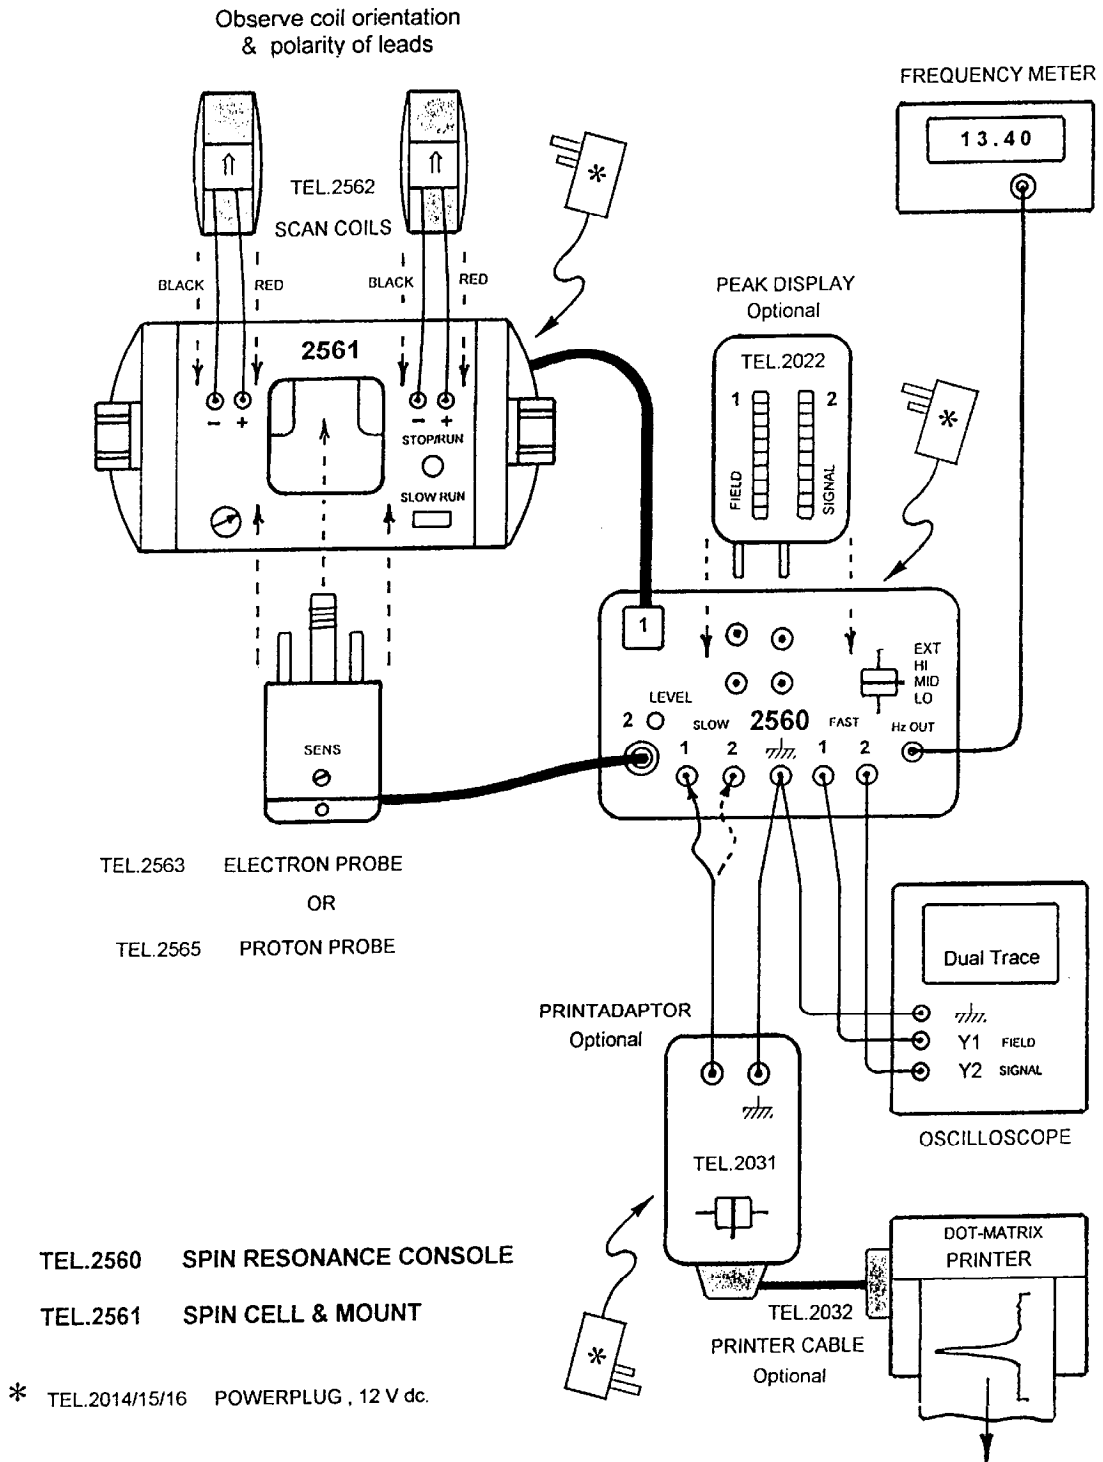 Observe coil orientation
& polarity of leads
FREQUENCY METER
13.40
TEL.2562
SCAN COILS
*
BLACK
RED
BLACK
RED
PEAK DISPLAY
Optional
2561
TEL.2022
1
2
*
FIELD
SIGNAL
− +
− +
STOP/RUN
SLOW RUN
1
EXT
HI
MID
LO
LEVEL
2
SLOW
2560
FAST
Hz OUT
1
2
1
2
SENS
TEL.2563 ELECTRON PROBE
OR
TEL.2565 PROTON PROBE
Dual Trace
Y1 FIELD
Y2 SIGNAL
OSCILLOSCOPE
PRINTADAPTOR
Optional
TEL.2031
DOT-MATRIX
PRINTER
TEL.2032
PRINTER CABLE
Optional
*
TEL.2560 SPIN RESONANCE CONSOLE
TEL.2561 SPIN CELL & MOUNT
* TEL.2014/15/16 POWERPLUG , 12 V dc.